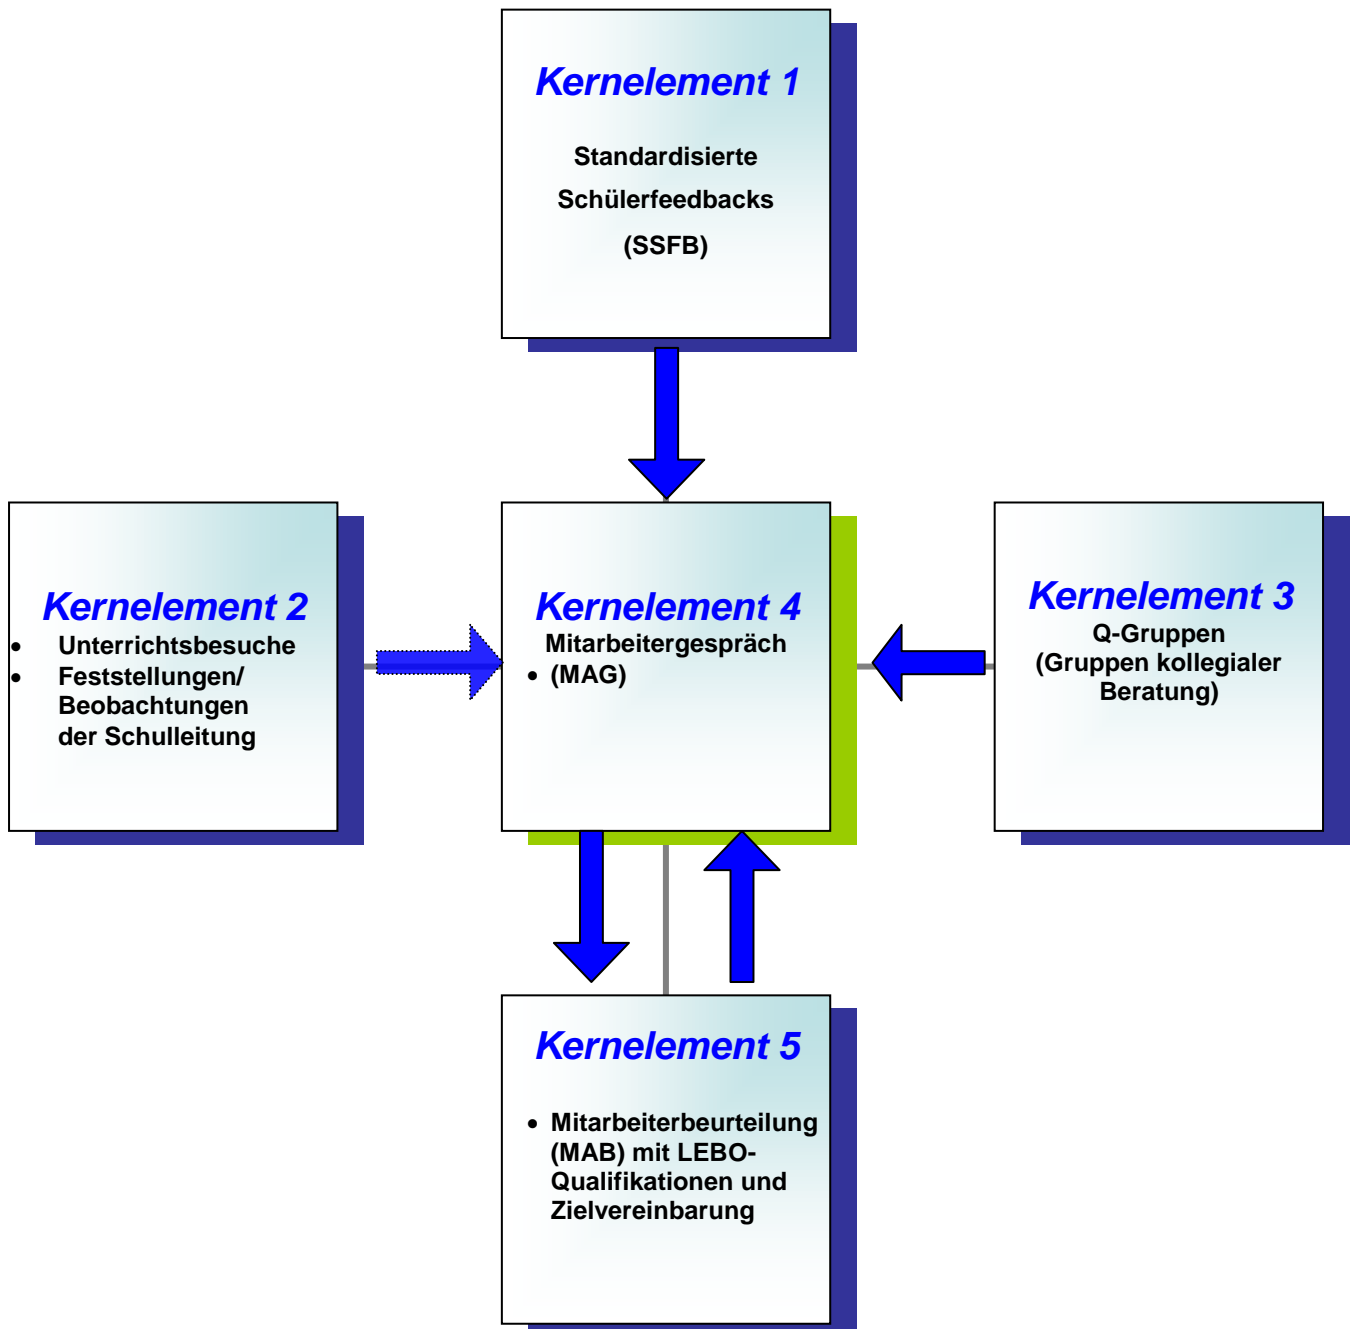 Kernelement 1
Standardisierte
Schülerfeedbacks
(SSFB)
Kernelement 2
• Unterrichtsbesuche
• Feststellungen/
Beobachtungen
der Schulleitung
Kernelement 4
Mitarbeitergespräch
• (MAG)
Kernelement 3
Q-Gruppen
(Gruppen kollegialer
Beratung)
Kernelement 5
• Mitarbeiterbeurteilung
(MAB) mit LEBO-
Qualifikationen und
Zielvereinbarung